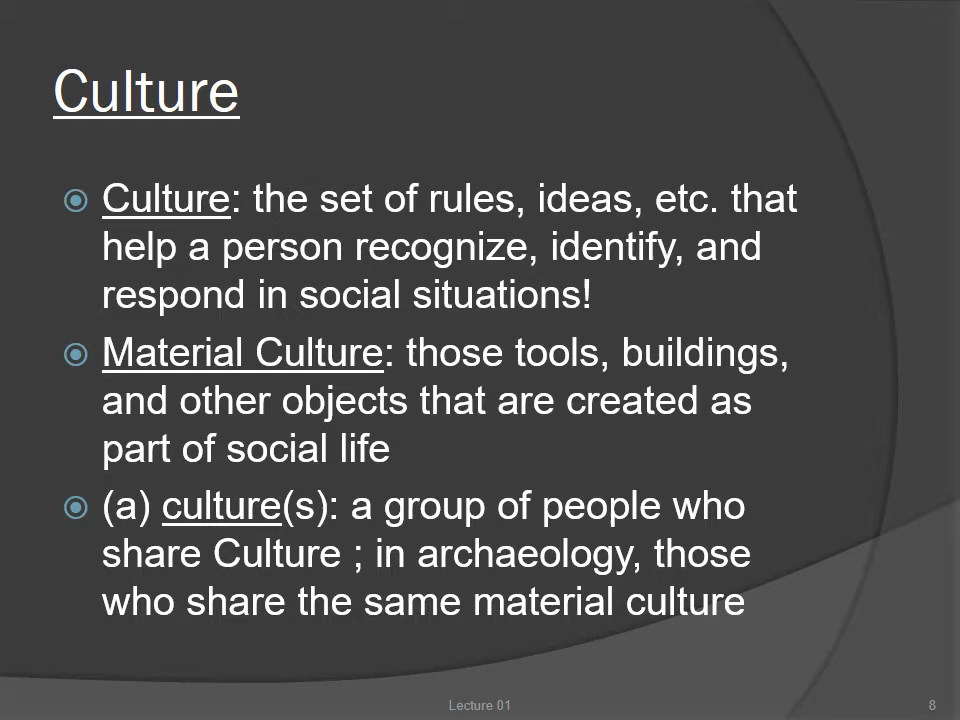 Culture
Culture: the set of rules, ideas, etc. that
help a person recognize, identify, and
respond in social situations!
Material Culture: those tools, buildings,
and other objects that are created as
part of social life
(a) culture(s): a group of people who
share Culture ; in archaeology, those
who share the same material culture
Lecture 01
8